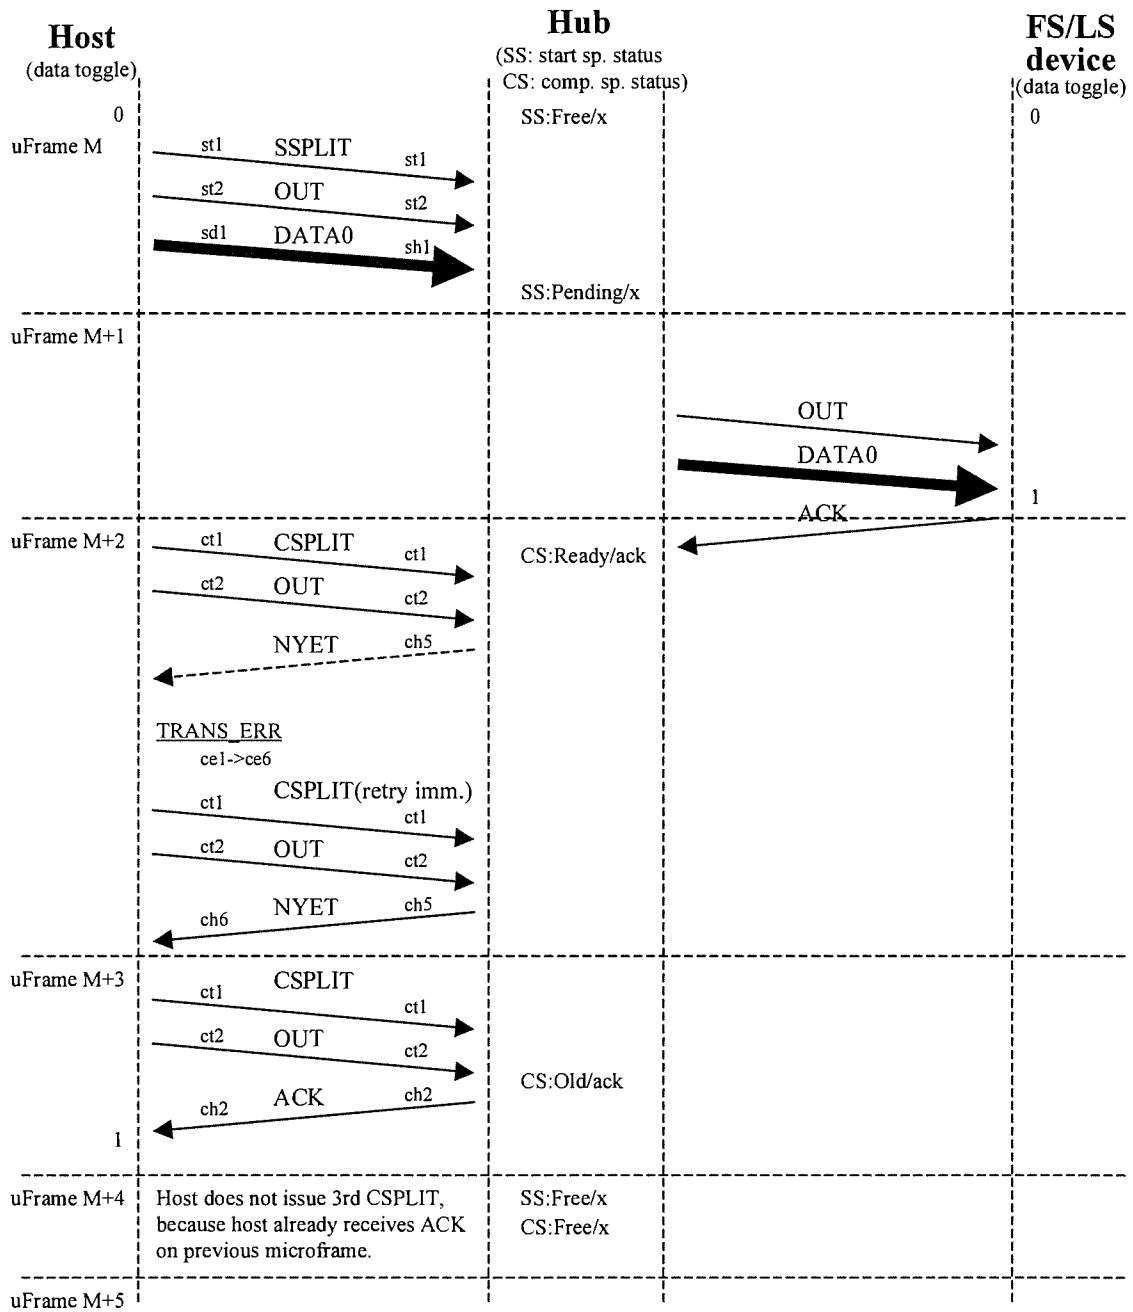 Host
(data toggle)
Hub
(SS: start sp. status
CS: comp. sp. status)
FS/LS
device
(data toggle)
0
SS:Free/x
0
uFrame M
st1 SSPLIT st1
st2 OUT st2
sd1 DATA0 sh1
SS:Pending/x
uFrame M+1
OUT
DATA0
1
ACK
uFrame M+2
ct1 CSPLIT ct1
CS:Ready/ack
ct2 OUT ct2
NYET ch5
TRANS_ERR
ce1->ce6
CSPLIT(retry imm.)
ct1 ct1
ct2 OUT ct2
NYET ch5
ch6
uFrame M+3
CSPLIT
ct1 ct1
ct2 OUT ct2
CS:Old/ack
ACK ch2
ch2
1
uFrame M+4
Host does not issue 3rd CSPLIT,
because host already receives ACK
on previous microframe.
SS:Free/x
CS:Free/x
uFrame M+5